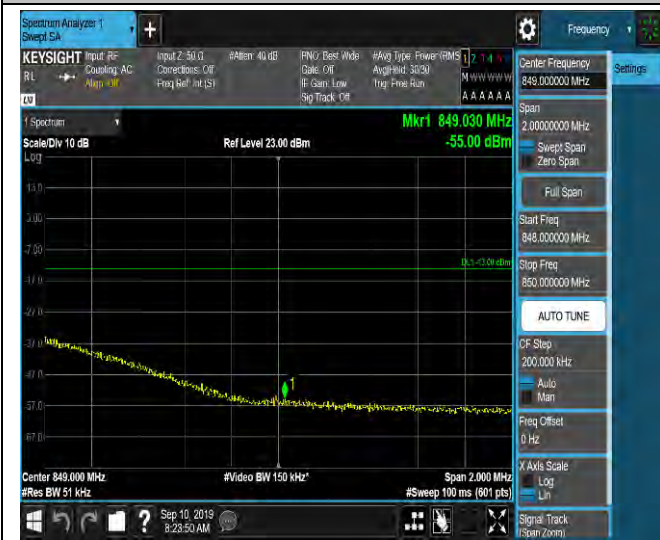 Spectrum Analyzer 1
Swept SA
Frequency
KEYSIGHT
Input: RF
Coupling: AC
Align: Off
Input Z: 50 Ω
Corrections: Off
Freq Ref: Int (S)
#Atten: 40 dB
PNO: Best Wide
Gate: Off
IF Gain: Low
Sig Track: Off
#Avg Type: Power (RMS
Avg|Hold: 30/30
Trig: Free Run
M W W W W W
A A A A A A
RL
1 Spectrum
Scale/Div 10 dB
Ref Level 23.00 dBm
Mkr1 849.030 MHz
-55.00 dBm
Log
13.0
3.00
-7.00
DL1 -13.00 dBm
-17.0
-27.0
-37.0
-47.0
1
-57.0
-67.0
Center 849.000 MHz
#Video BW 150 kHz*
Span 2.000 MHz
#Res BW 51 kHz
#Sweep 100 ms (601 pts)
Sep 10, 2019
8:23:50 AM
Center Frequency
849.000000 MHz
Settings
Span
2.00000000 MHz
Swept Span
Zero Span
Full Span
Start Freq
848.000000 MHz
Stop Freq
850.000000 MHz
AUTO TUNE
CF Step
200.000 kHz
Auto
Man
Freq Offset
0 Hz
X Axis Scale
Log
Lin
Signal Track
(Span Zoom)